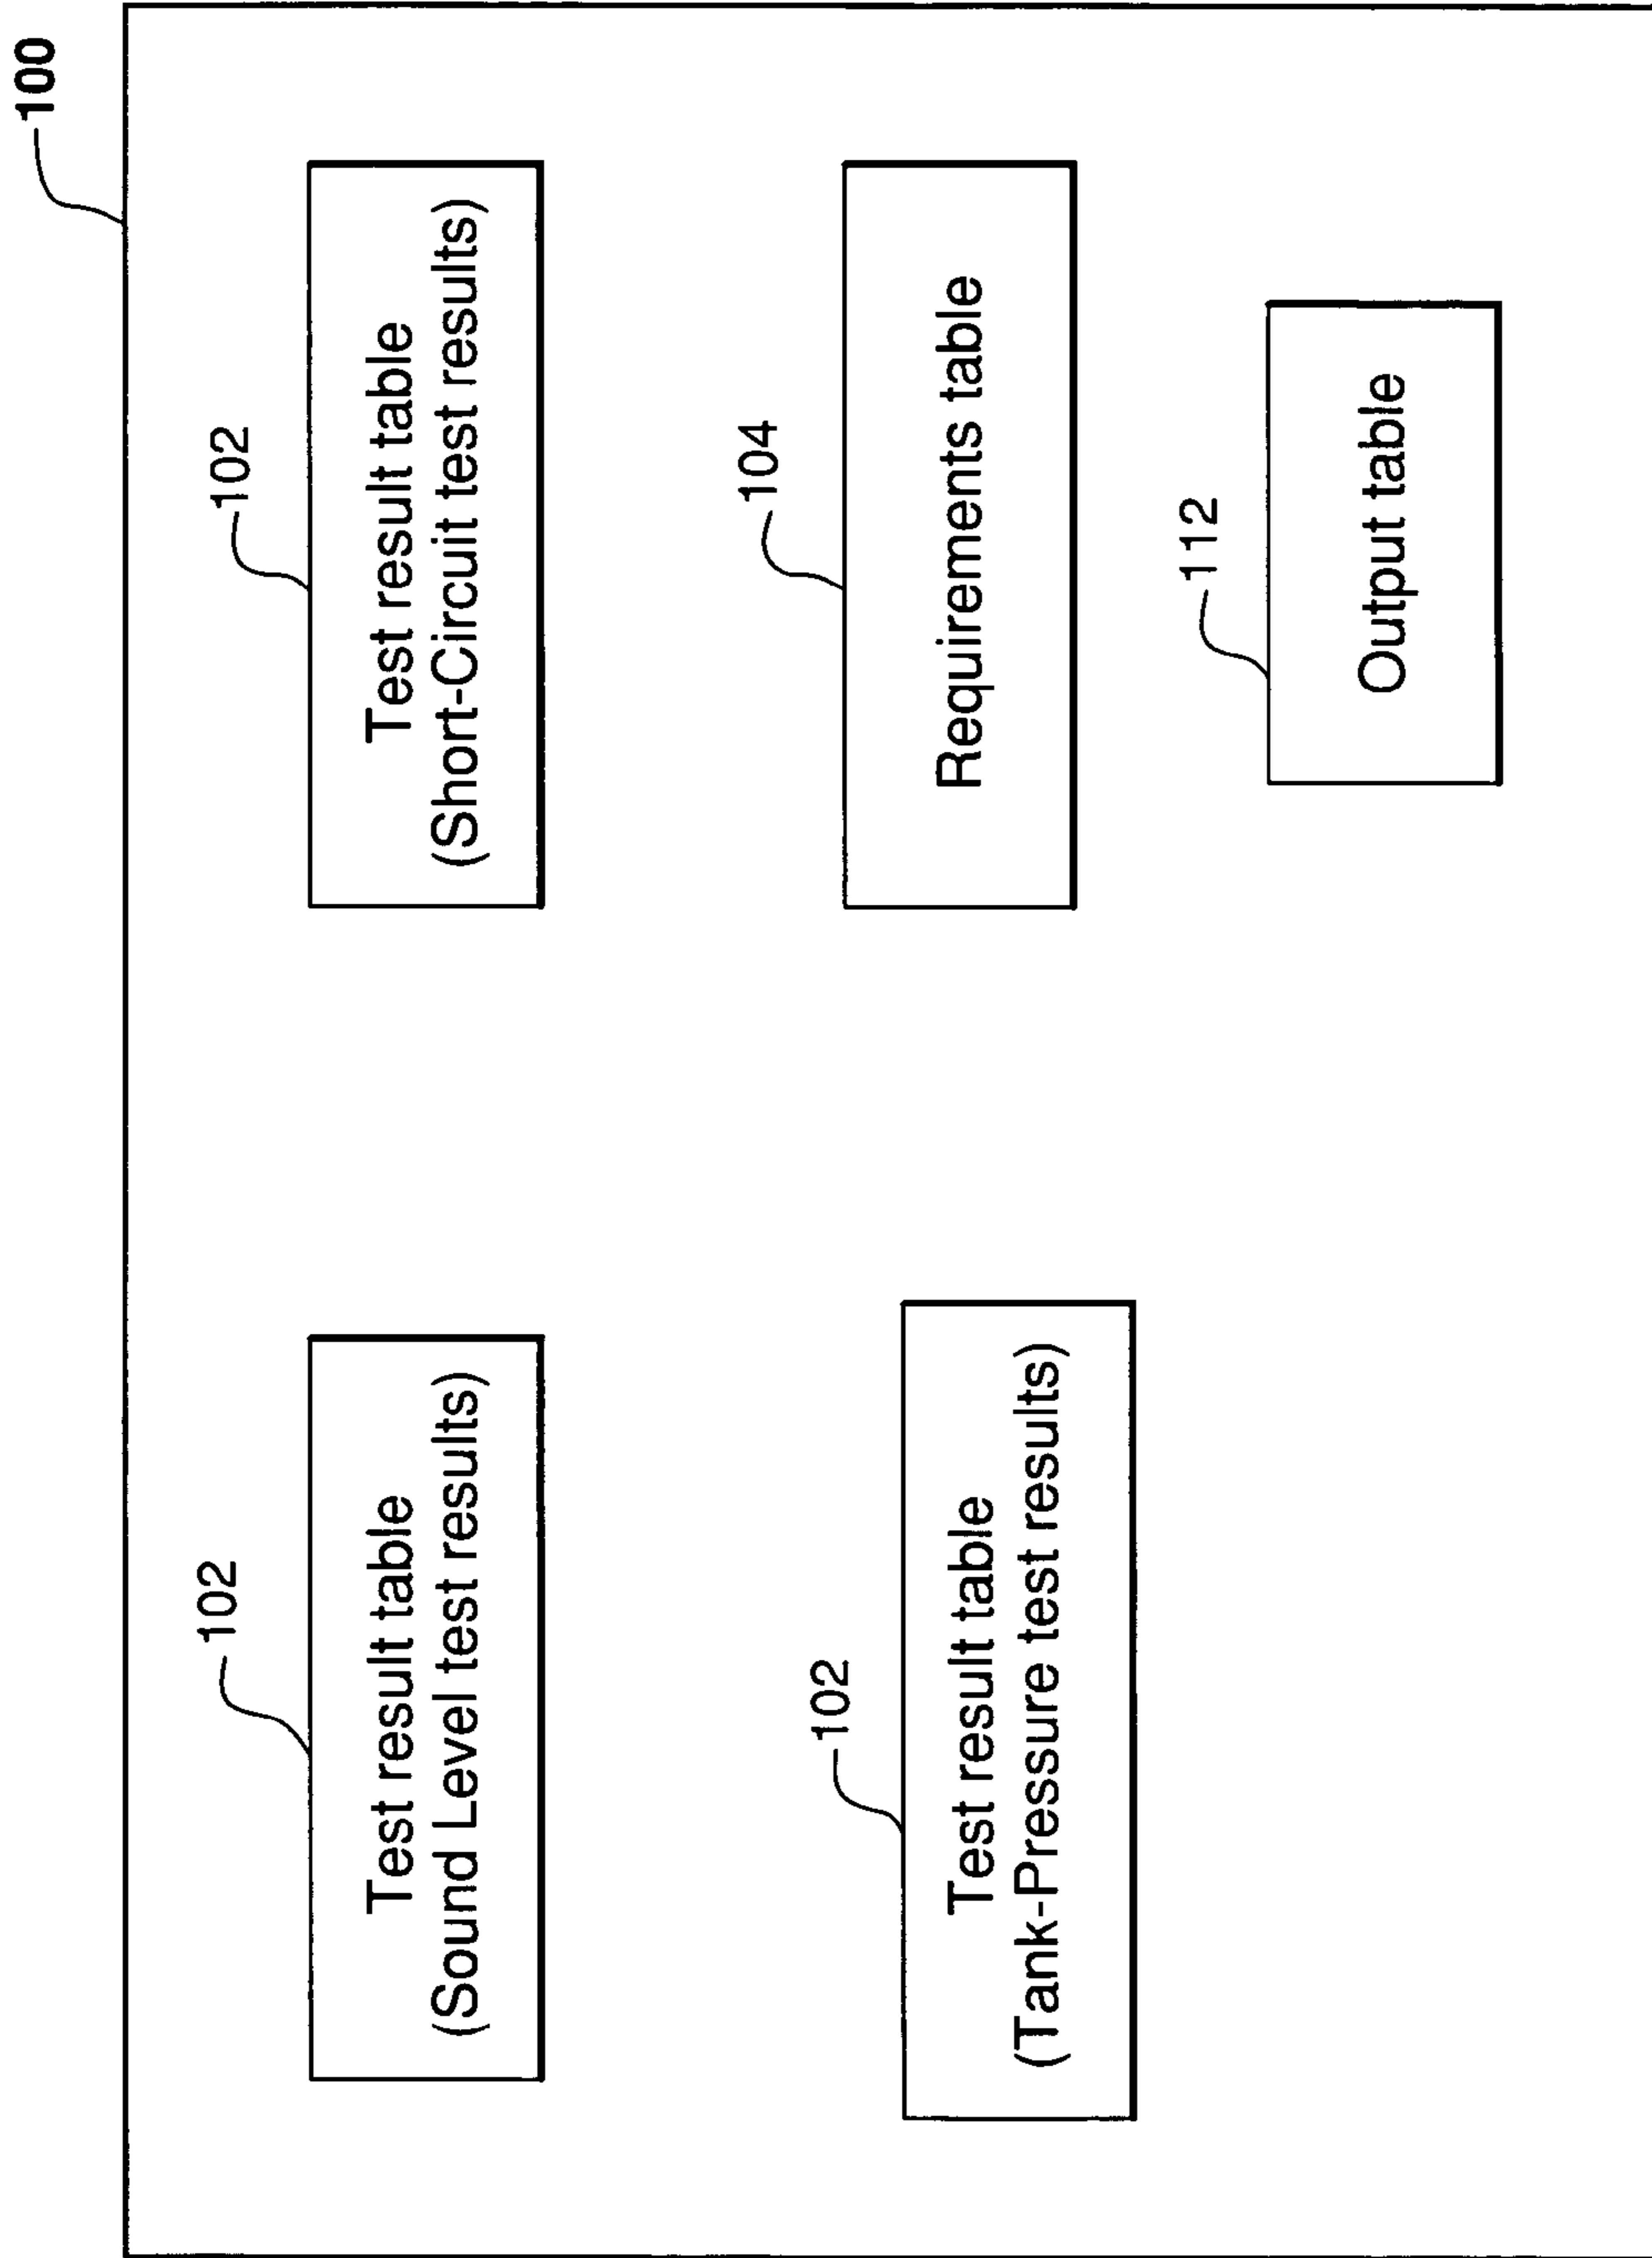 100
102
Test result table
(Sound Level test results)
102
Test result table
(Short-Circuit test results)
102
Test result table
(Tank-Pressure test results)
104
Requirements table
112
Output table